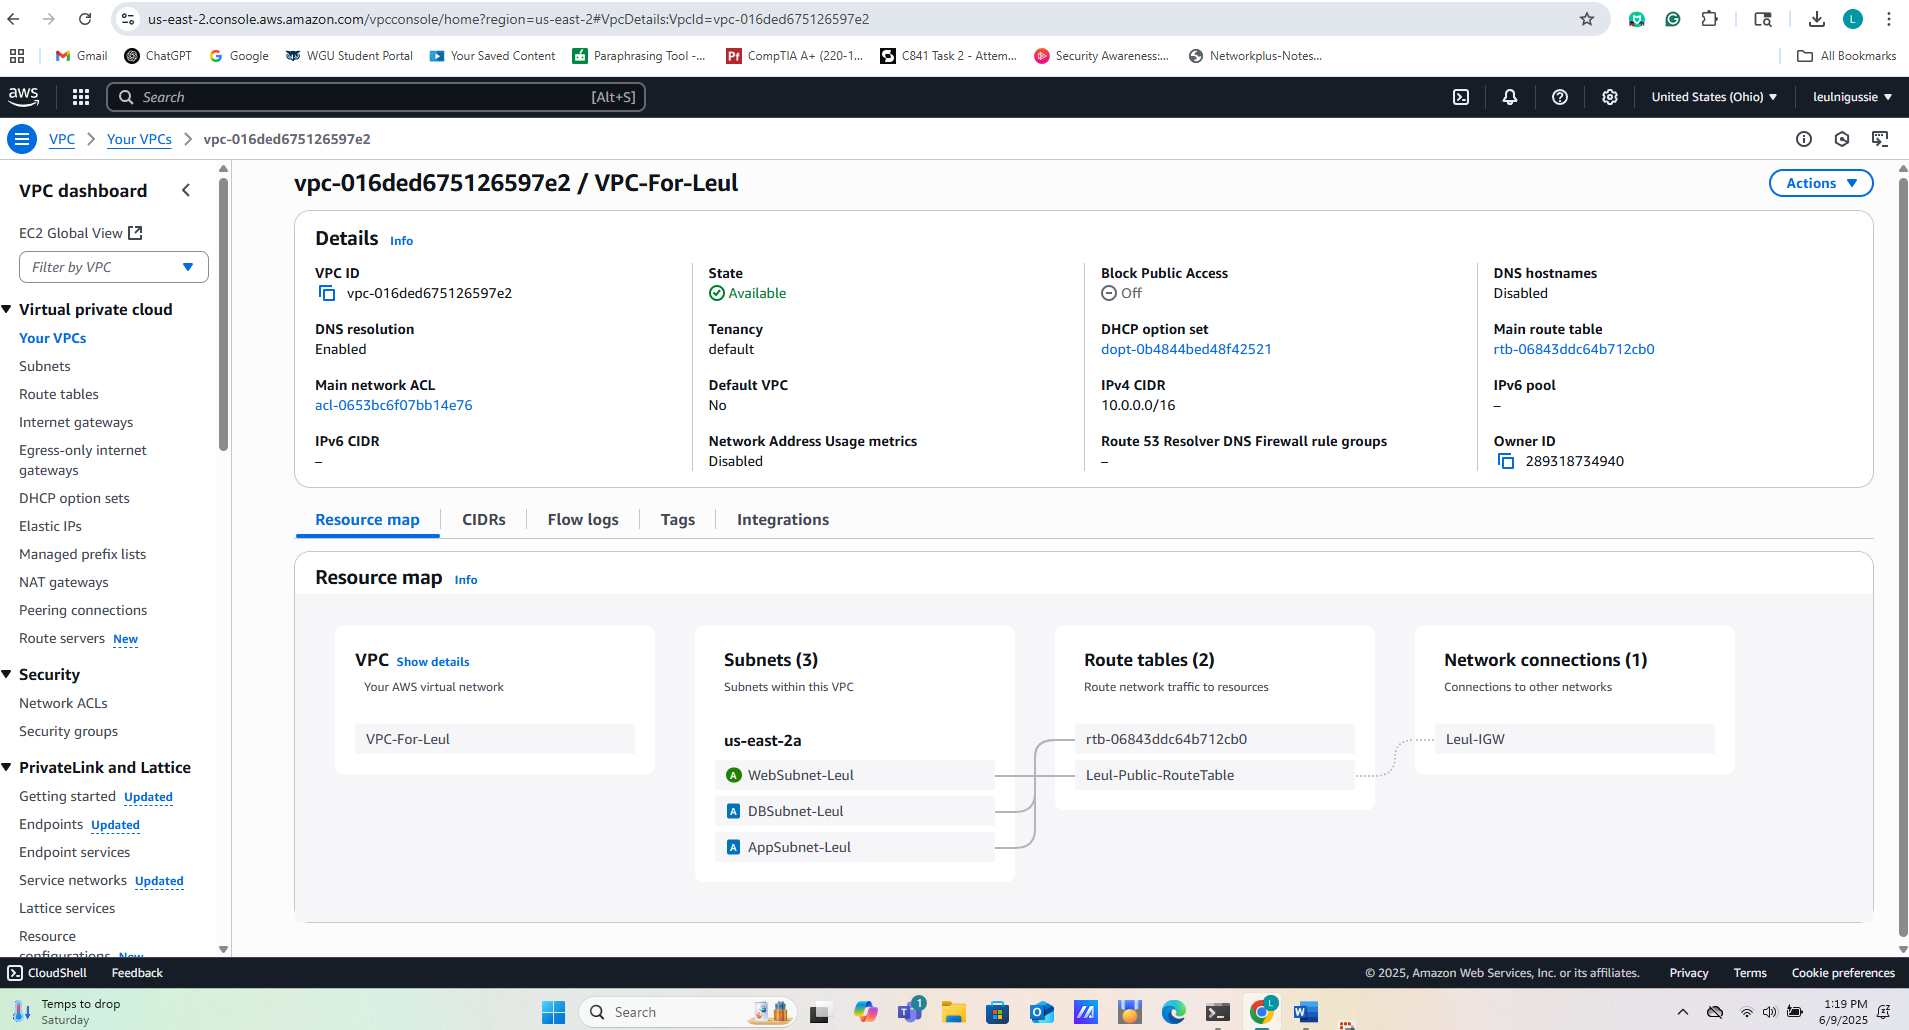 us-east-2.console.aws.amazon.com/vpcconsole/home?region=us-east-2#VpcDetails:VpcId=vpc-016ded675126597e2
L
Gmail
ChatGPT
Google
WGU Student Portal
Your Saved Content
Paraphrasing Tool -...
CompTIA A+ (220-1...
C841 Task 2 - Attem...
Security Awareness:...
Networkplus-Notes...
All Bookmarks
aws
Search
[Alt+S]
United States (Ohio)
leulnigussie
VPC
Your VPCs
vpc-016ded675126597e2
VPC dashboard
EC2 Global View
Filter by VPC
Virtual private cloud
Your VPCs
Subnets
Route tables
Internet gateways
Egress-only internet
gateways
DHCP option sets
Elastic IPs
Managed prefix lists
NAT gateways
Peering connections
Route servers New
Security
Network ACLs
Security groups
PrivateLink and Lattice
Getting started Updated
Endpoints Updated
Endpoint services
Service networks Updated
Lattice services
Resource
configurations New
vpc-016ded675126597e2 / VPC-For-Leul
Actions
Details Info
VPC ID
vpc-016ded675126597e2
State
Available
Block Public Access
Off
DNS hostnames
Disabled
DNS resolution
Enabled
Tenancy
default
DHCP option set
dopt-0b4844bed48f42521
Main route table
rtb-06843ddc64b712cb0
Main network ACL
acl-0653bc6f07bb14e76
Default VPC
No
IPv4 CIDR
10.0.0.0/16
IPv6 pool
–
IPv6 CIDR
–
Network Address Usage metrics
Disabled
Route 53 Resolver DNS Firewall rule groups
–
Owner ID
289318734940
Resource map
CIDRs
Flow logs
Tags
Integrations
Resource map Info
VPC Show details
Your AWS virtual network
VPC-For-Leul
Subnets (3)
Subnets within this VPC
us-east-2a
A WebSubnet-Leul
A DBSubnet-Leul
A AppSubnet-Leul
Route tables (2)
Route network traffic to resources
rtb-06843ddc64b712cb0
Leul-Public-RouteTable
Network connections (1)
Connections to other networks
Leul-IGW
CloudShell
Feedback
© 2025, Amazon Web Services, Inc. or its affiliates.
Privacy
Terms
Cookie preferences
Temps to drop
Saturday
Search
1
L
1:19 PM
6/9/2025